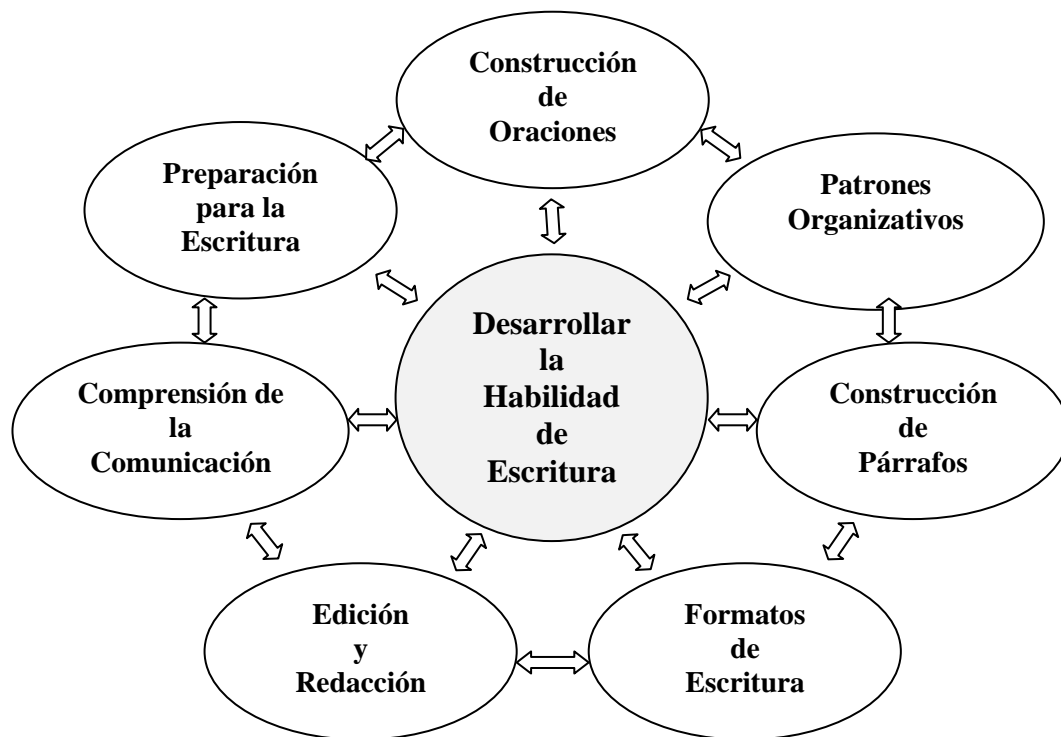 Construcción
de
Oraciones
Preparación
para la
Escritura
Patrones
Organizativos
Desarrollar
la
Habilidad
de
Escritura
Comprensión de
la
Comunicación
Construcción
de
Párrafos
Edición
y
Redacción
Formatos
de
Escritura